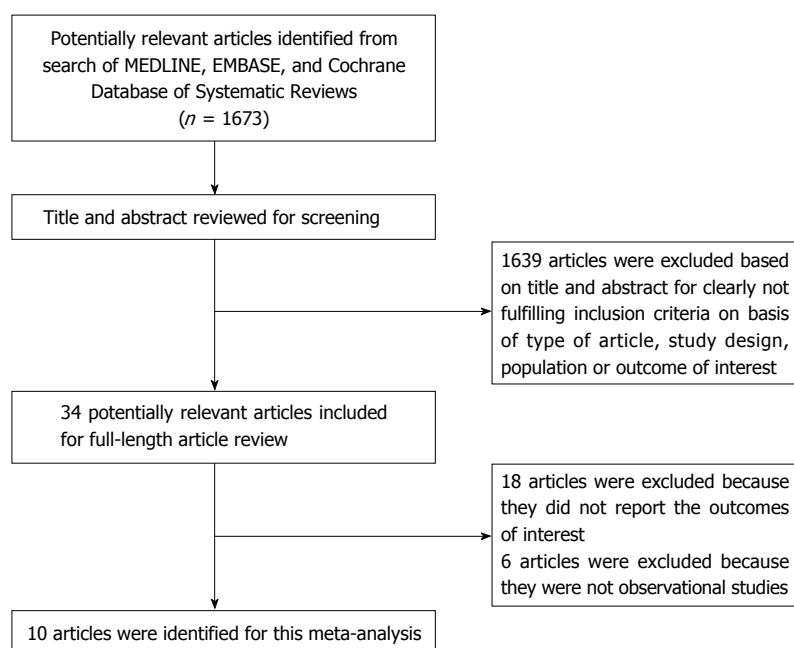 Potentially relevant articles identified from
search of MEDLINE, EMBASE, and Cochrane
Database of Systematic Reviews
(n = 1673)
Title and abstract reviewed for screening
1639 articles were excluded based
on title and abstract for clearly not
fulfilling inclusion criteria on basis
of type of article, study design,
population or outcome of interest
34 potentially relevant articles included
for full-length article review
18 articles were excluded because
they did not report the outcomes
of interest
6 articles were excluded because
they were not observational studies
10 articles were identified for this meta-analysis